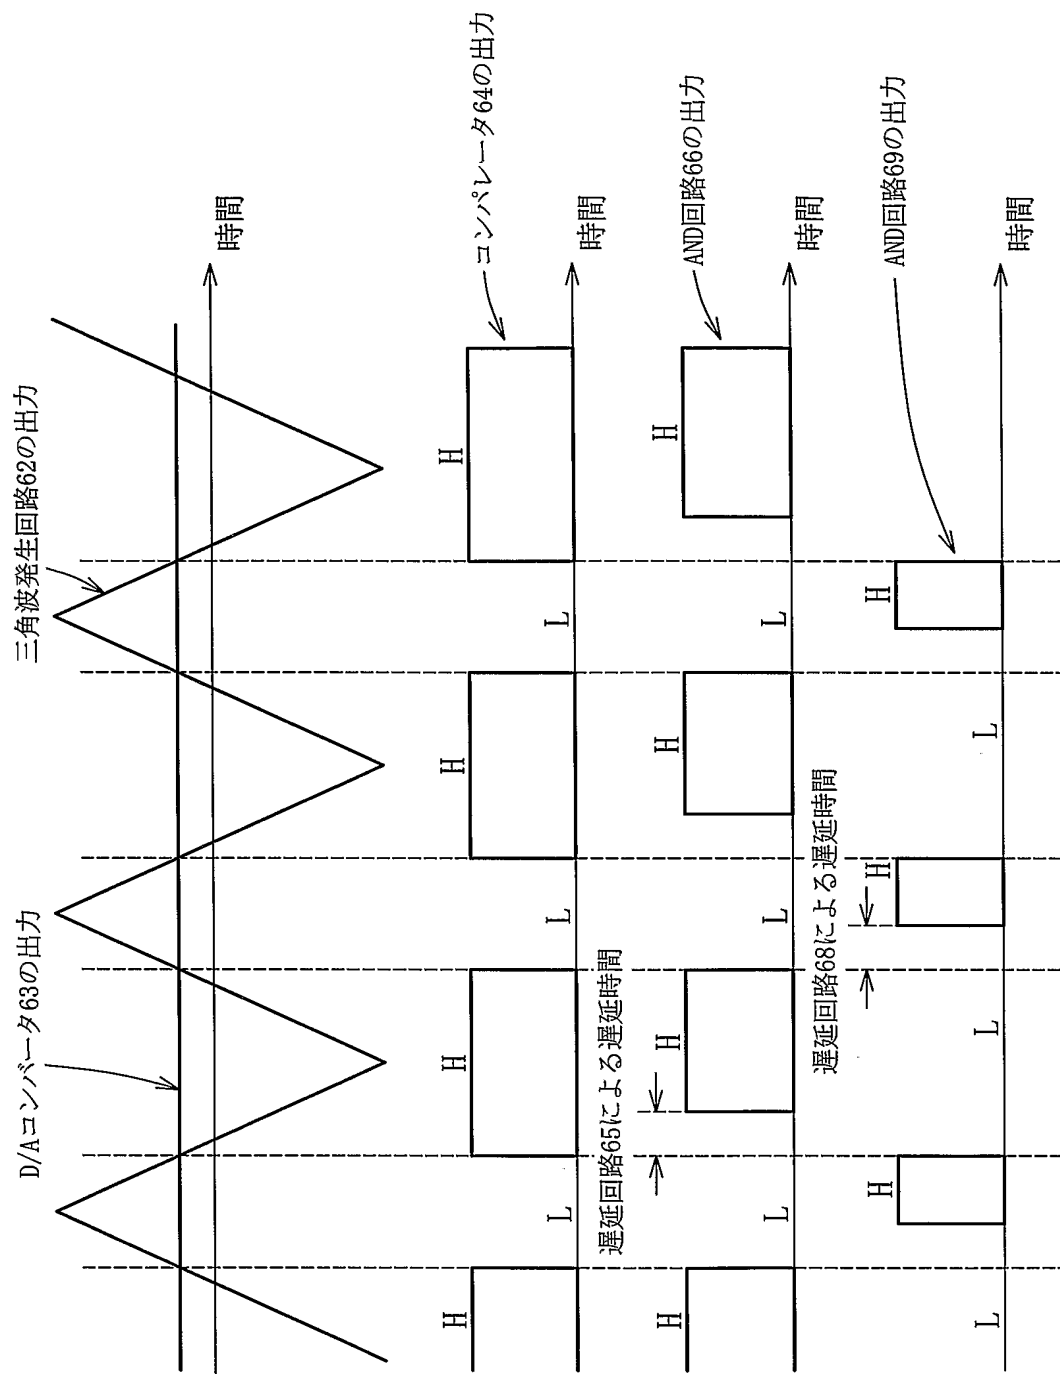 三角波発生回路62の出力
D/Aコンバータ63の出力
時間
コンパレータ64の出力
H
L
H
L
H
L
H
時間
遅延回路65による遅延時間
AND回路66の出力
H
L
H
L
H
L
H
時間
遅延回路68による遅延時間
AND回路69の出力
L
H
L
H
L
H
時間